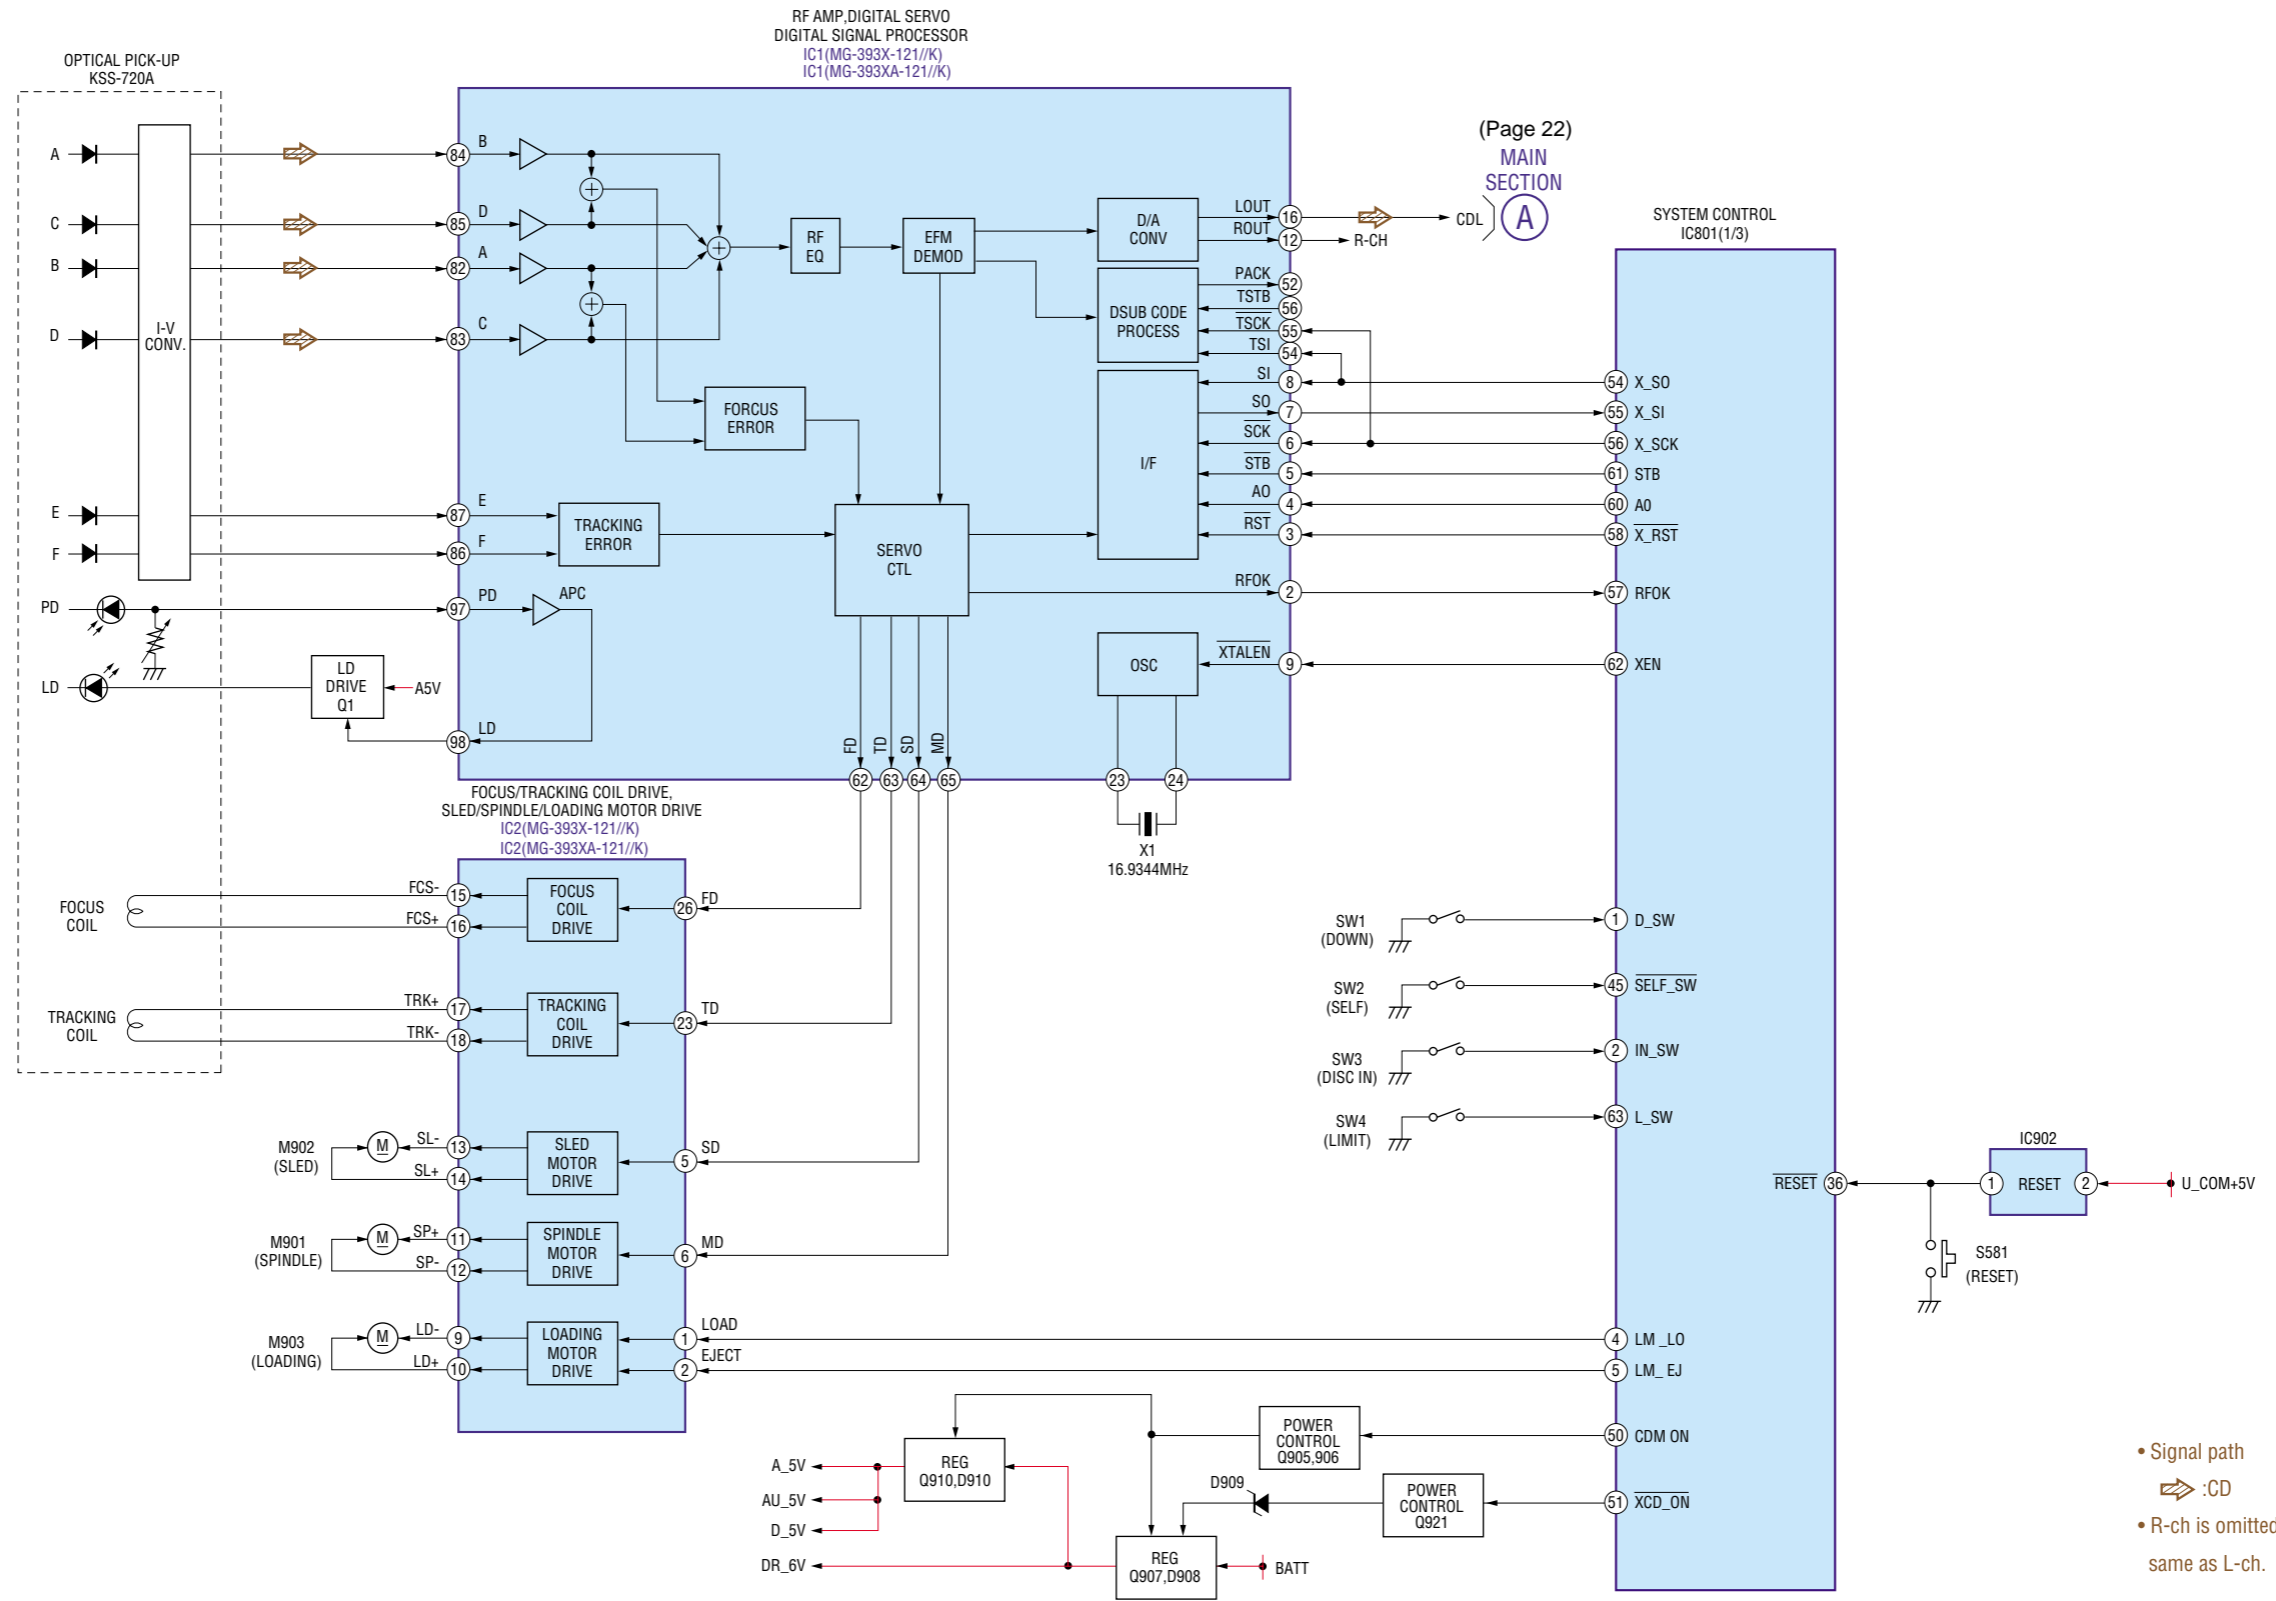 RF AMP,DIGITAL SERVO
DIGITAL SIGNAL PROCESSOR
IC1(MG-393X-121//K)
IC1(MG-393XA-121//K)
OPTICAL PICK-UP
KSS-720A
A
C
B
D
E
F
PD
LD
I-V
CONV.
LD
DRIVE
Q1
A5V
84
B
85
D
82
A
83
C
87
E
86
F
97
PD
APC
98
LD
RF
EQ
EFM
DEMOD
FORCUS
ERROR
TRACKING
ERROR
SERVO
CTL
D/A
CONV
DSUB CODE
PROCESS
I/F
OSC
LOUT
16
ROUT
12
R-CH
PACK
52
TSTB
56
TSCK
55
TSI
54
SI
8
SO
7
SCK
6
STB
5
AO
4
RST
3
RFOK
2
XTALEN
9
(Page 22)
MAIN
SECTION
CDL
A
FD
TD
SD
MD
62
63
64
65
23
24
X1
16.9344MHz
SYSTEM CONTROL
IC801(1/3)
54 X_SO
55 X_SI
56 X_SCK
61 STB
60 A0
58 X_RST
57 RFOK
62 XEN
SW1
(DOWN)
1 D_SW
SW2
(SELF)
45 SELF_SW
SW3
(DISC IN)
2 IN_SW
SW4
(LIMIT)
63 L_SW
RESET 36
IC902
1 RESET 2
U_COM+5V
S581
(RESET)
4 LM_LO
5 LM_ EJ
50 CDM ON
51 XCD_ON
FOCUS/TRACKING COIL DRIVE,
SLED/SPINDLE/LOADING MOTOR DRIVE
IC2(MG-393X-121//K)
IC2(MG-393XA-121//K)
FOCUS
COIL
FCS- 15
FCS+ 16
FOCUS
COIL
DRIVE
26 FD
TRACKING
COIL
TRK+ 17
TRK- 18
TRACKING
COIL
DRIVE
23 TD
M902
(SLED)
M
SL- 13
SL+ 14
SLED
MOTOR
DRIVE
5 SD
M901
(SPINDLE)
M
SP+ 11
SP- 12
SPINDLE
MOTOR
DRIVE
6 MD
M903
(LOADING)
M
LD- 9
LD+ 10
LOADING
MOTOR
DRIVE
1 LOAD
2 EJECT
POWER
CONTROL
Q905,906
POWER
CONTROL
Q921
D909
REG
Q910,D910
REG
Q907,D908
BATT
A_5V
AU_5V
D_5V
DR_6V
• Signal path
:CD
• R-ch is omitted
same as L-ch.